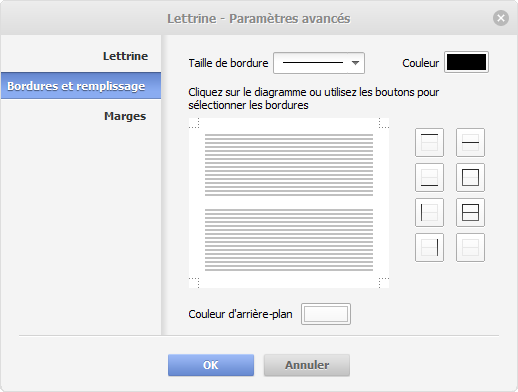 Lettrine - Paramètres avancés
Lettrine
Bordures et remplissage
Marges
Taille de bordure
Couleur
Cliquez sur le diagramme ou utilisez les boutons pour
sélectionner les bordures
Couleur d'arrière-plan
OK
Annuler